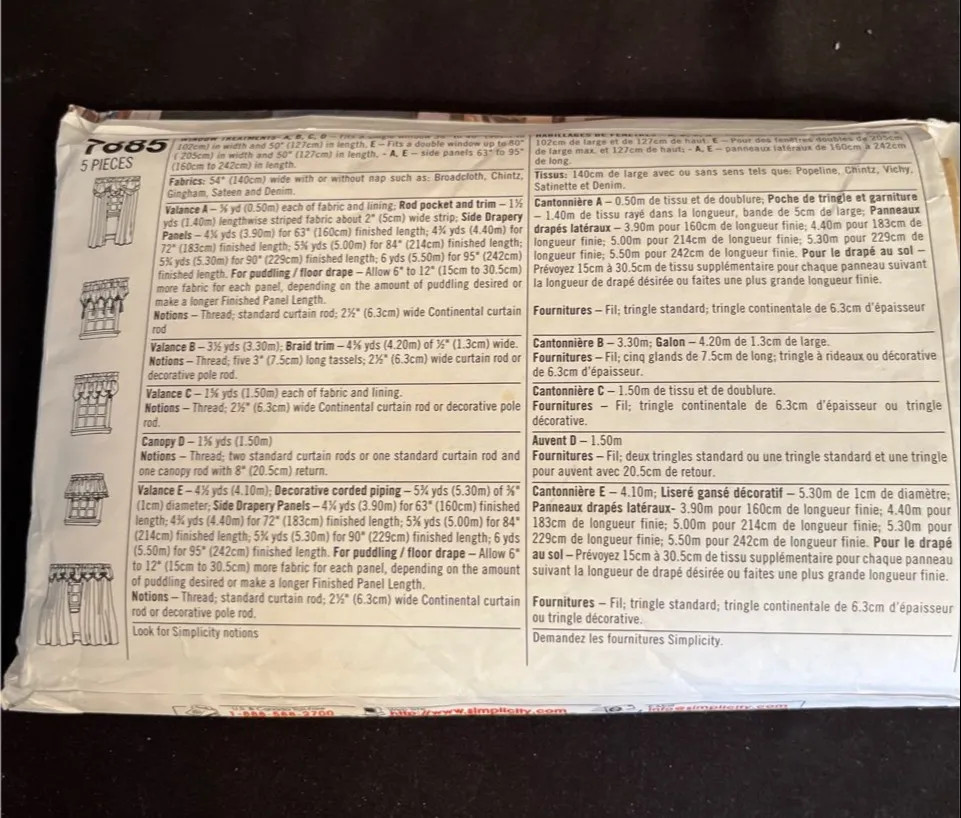 7685
5 PIECES
WINDOW TREATMENTS- A, B, C, D
102cm) in width and 50" (127cm) in length, E – Fits a double window up to 80"
( 205cm) in width and 50" (127cm) in length. - A, E – side panels 63" to 95"
(160cm to 242cm) in length.
Fabrics: 54" (140cm) wide with or without nap such as: Broadcloth, Chintz,
Gingham, Sateen and Denim.
Valance A – ⅝ yd (0.50m) each of fabric and lining; Rod pocket and trim – 1½
yds (1.40m) lengthwise striped fabric about 2" (5cm) wide strip; Side Drapery
Panels – 4¼ yds (3.90m) for 63" (160cm) finished length; 4¾ yds (4.40m) for
72" (183cm) finished length; 5⅜ yds (5.00m) for 84" (214cm) finished length;
5¾ yds (5.30m) for 90" (229cm) finished length; 6 yds (5.50m) for 95" (242cm)
finished length. For puddling / floor drape – Allow 6" to 12" (15cm to 30.5cm)
more fabric for each panel, depending on the amount of puddling desired or
make a longer Finished Panel Length.
Notions – Thread; standard curtain rod; 2½" (6.3cm) wide Continental curtain
rod
Valance B – 3½ yds (3.30m); Braid trim – 4⅝ yds (4.20m) of ½" (1.3cm) wide.
Notions – Thread; five 3" (7.5cm) long tassels; 2½" (6.3cm) wide curtain rod or
decorative pole rod.
Valance C – 1⅝ yds (1.50m) each of fabric and lining.
Notions – Thread; 2½" (6.3cm) wide Continental curtain rod or decorative pole
rod.
Canopy D – 1⅝ yds (1.50m)
Notions – Thread; two standard curtain rods or one standard curtain rod and
one canopy rod with 8" (20.5cm) return.
Valance E – 4½ yds (4.10m); Decorative corded piping – 5¾ yds (5.30m) of ⅜"
(1cm) diameter; Side Panels – 4¼ yds (3.90m) for 63" (160cm) finished
length; 4¾ yds (4.40m) for 72" (183cm) finished length; 5⅜ yds (5.00m) for 84"
(214cm) finished length; 5¾ yds (5.30m) for 90" (229cm) finished length; 6 yds
(5.50m) for 95" (242cm) finished length. For puddling / floor drape – Allow 6"
to 12" (15cm to 30.5cm) more fabric for each panel, depending on the amount
of puddling desired or make a longer Finished Panel Length.
Notions – Thread; standard curtain rod; 2½" (6.3cm) wide Continental curtain
rod or decorative pole rod.
Look for Simplicity notions
HABILLAGES DE FENÊTRES
102cm de large et de 127cm de haut; E – Pour des fenêtres doubles de 205cm
de large max. et 127cm de haut; - A, E – panneaux latéraux de 160cm à 242cm
de long.
Tissus: 140cm de large avec ou sans sens tels que: Popeline, Chintz, Vichy,
Satinette et Denim.
Cantonnière A – 0.50m de tissu et de doublure; Poche de tringle et garniture
– 1.40m de tissu rayé dans la longueur, bande de 5cm de large; Panneaux
drapés latéraux – 3.90m pour 160cm de longueur finie; 4.40m pour 183cm de
longueur finie; 5.00m pour 214cm de longueur finie; 5.30m pour 229cm de
longueur finie; 5.50m pour 242cm de longueur finie. Pour le drapé au sol –
Prévoyez 15cm à 30.5cm de tissu supplémentaire pour chaque panneau suivant
la longueur de drapé désirée ou faites une plus grande longueur finie.
Fournitures – Fil; tringle standard; tringle continentale de 6.3cm d'épaisseur
Cantonnière B – 3.30m; Galon – 4.20m de 1.3cm de large.
Fournitures – Fil; cinq glands de 7.5cm de long; tringle à rideaux ou décorative
de 6.3cm d'épaisseur.
Cantonnière C – 1.50m de tissu et de doublure.
Fournitures – Fil; tringle continentale de 6.3cm d'épaisseur ou tringle
décorative.
Auvent D – 1.50m
Fournitures – Fil; deux tringles standard ou une tringle standard et une tringle
pour auvent avec 20.5cm de retour.
Cantonnière E – 4.10m; Liseré gansé décoratif – 5.30m de 1cm de diamètre;
Panneaux drapés latéraux- 3.90m pour 160cm de longueur finie; 4.40m pour
183cm de longueur finie; 5.00m pour 214cm de longueur finie; 5.30m pour
229cm de longueur finie; 5.50m pour 242cm de longueur finie. Pour le drapé
au sol – Prévoyez 15cm à 30.5cm de tissu supplémentaire pour chaque panneau
suivant la longueur de drapé désirée ou faites une plus grande longueur finie.
Fournitures – Fil; tringle standard; tringle continentale de 6.3cm d'épaisseur
ou tringle décorative.
Demandez les fournitures Simplicity.
1-888-588-2700
http://www.simplicity.com
info@simplicity.com